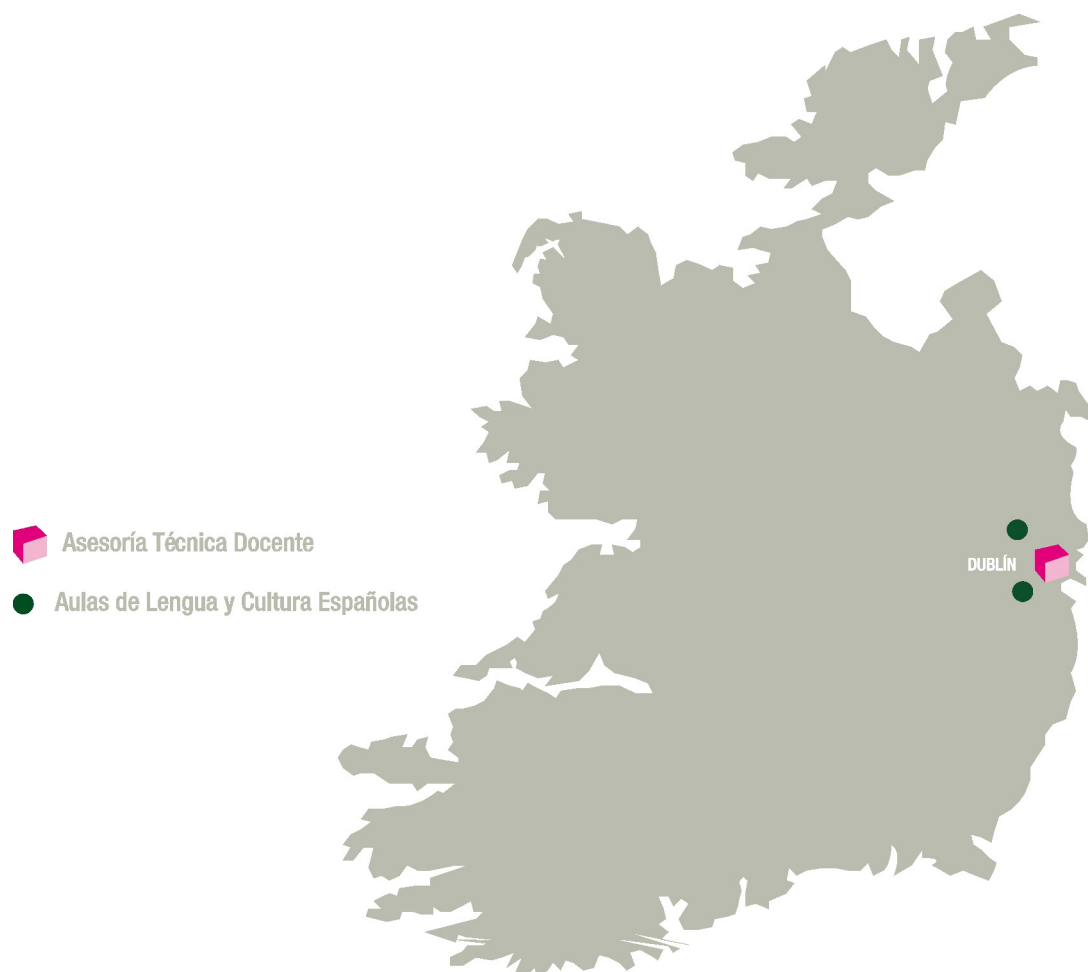 Asesoría Técnica Docente
Aulas de Lengua y Cultura Españolas
DUBLÍN